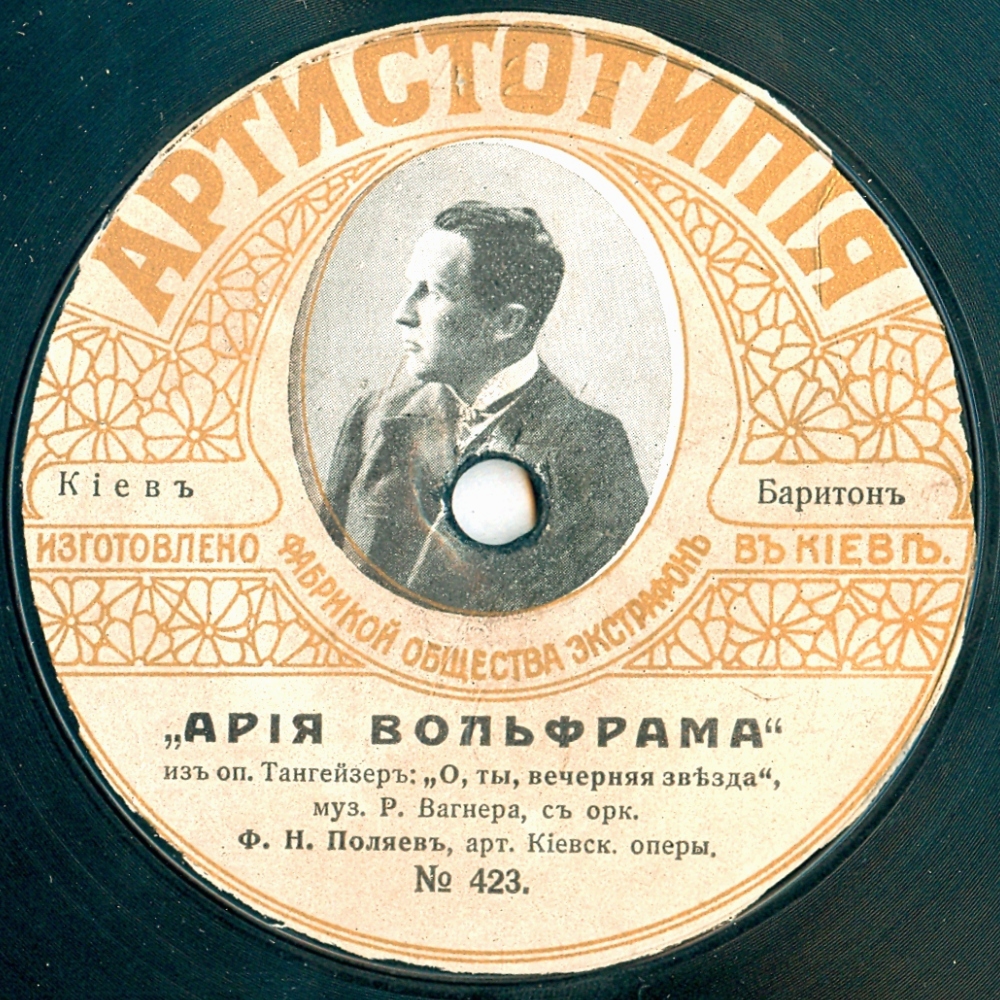 АРТИСТОТИПІЯ
Кіевъ
Баритонъ
ИЗГОТОВЛЕНО
ФАБРИКОЙ ОБЩЕСТВА ЭКСТРАФОНЪ
ВЪ КІЕВѢ.
„АРІЯ ВОЛЬФРАМА“
изъ оп. Тангейзеръ: „О, ты, вечерняя звѣзда“,
муз. Р. Вагнера, съ орк.
Ф. Н. Поляевъ, арт. Кіевск. оперы.
№ 423.